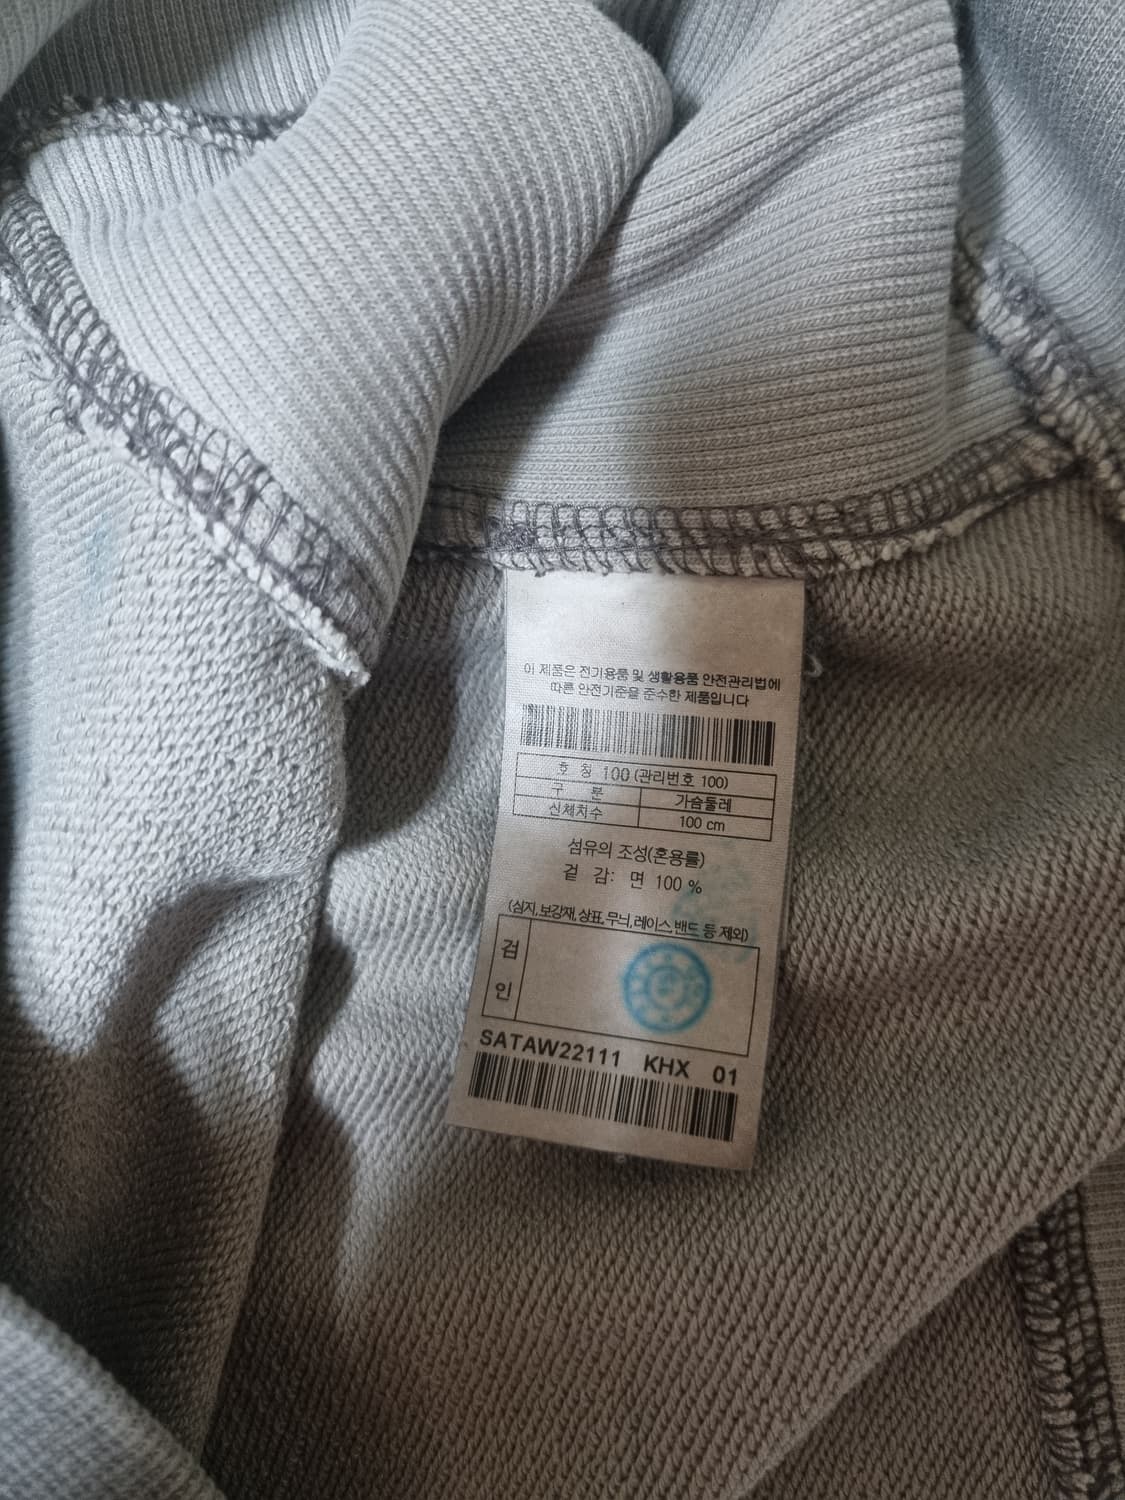 이 제품은 전기용품 및 생활용품 안전관리법에
따른 안전기준을 준수한 제품입니다
호 칭 100 (관리번호 100)
구 분 가슴둘레
신체치수 100 cm
섬유의 조성(혼용률)
겉 감: 면 100 %
(심지,보강재,상표,무늬,레이스,밴드 등 제외)
검
인
SATAW22111 KHX 01